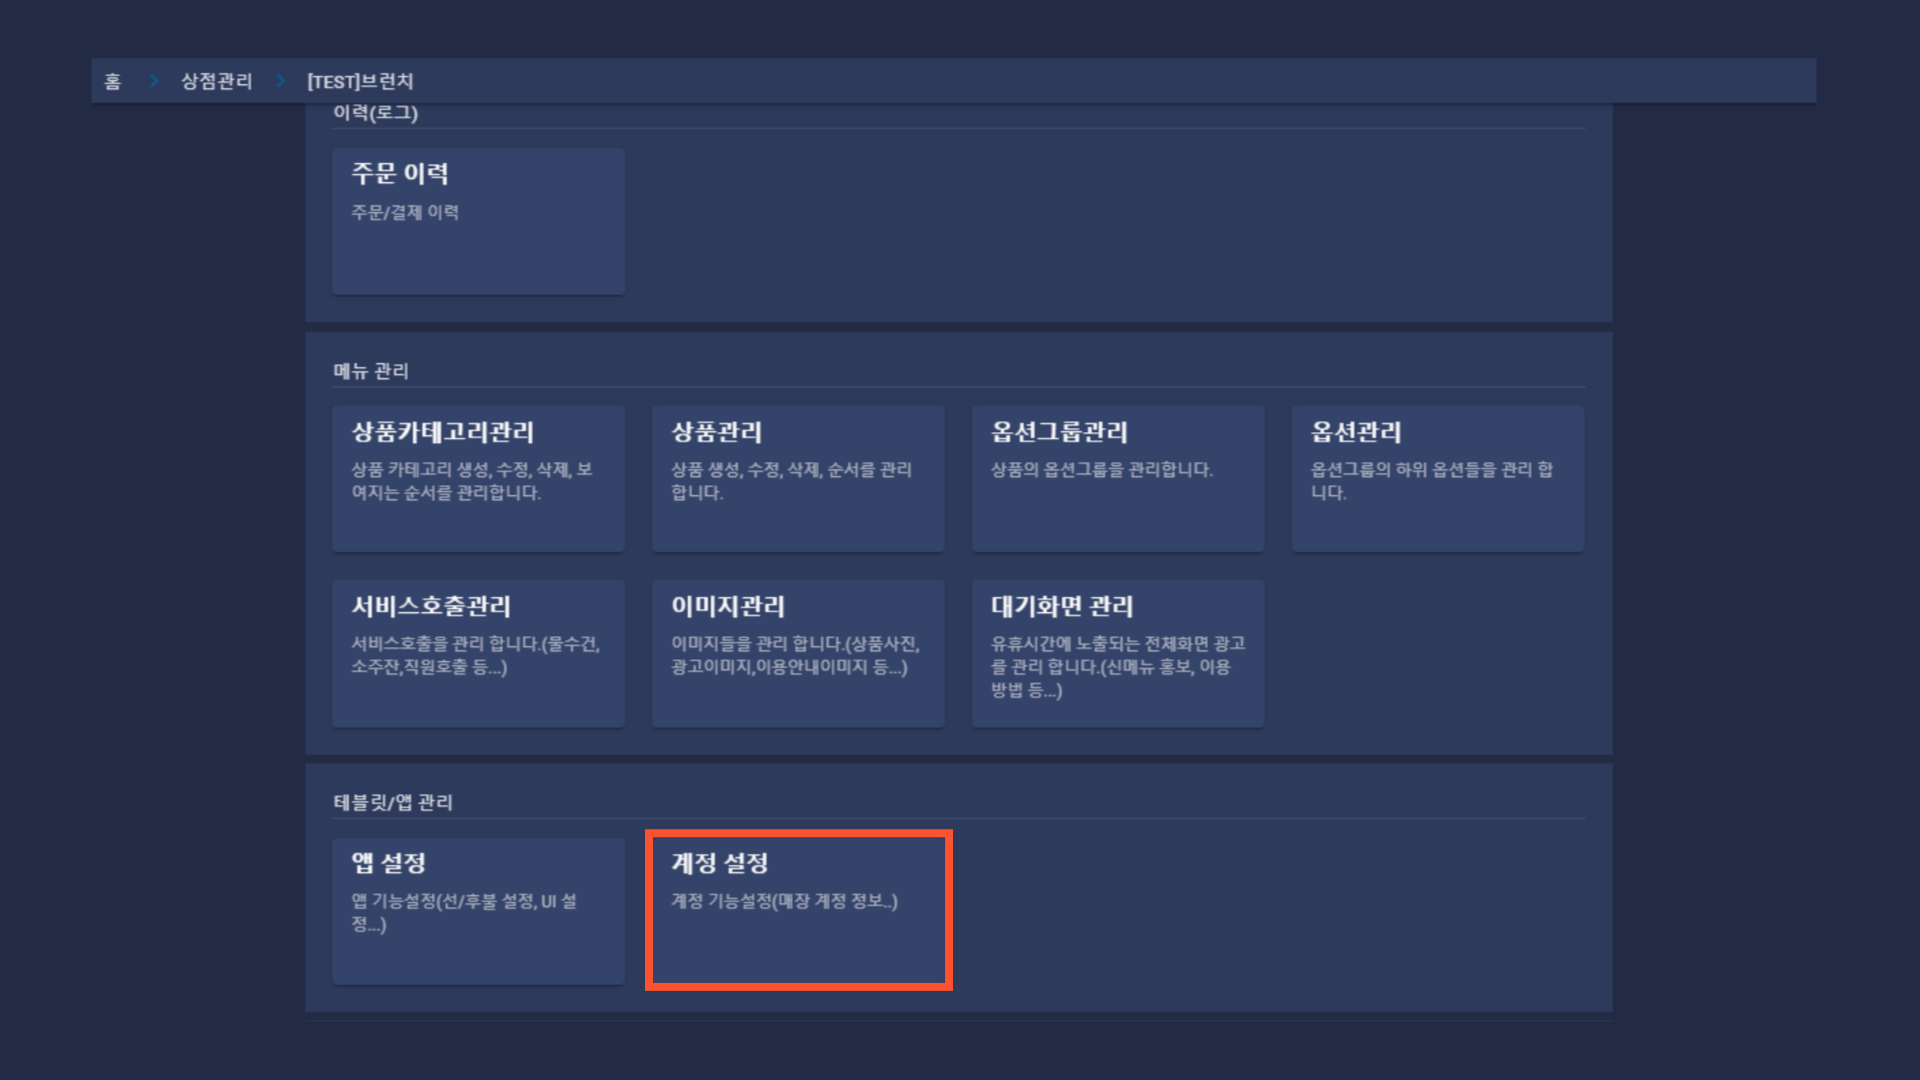 홈 > 상점관리 > [TEST]브런치
이력(로그)
주문 이력
주문/결제 이력
메뉴 관리
상품카테고리관리
상품 카테고리 생성, 수정, 삭제, 보
여지는 순서를 관리합니다.
상품관리
상품 생성, 수정, 삭제, 순서를 관리
합니다.
옵션그룹관리
상품의 옵션그룹을 관리합니다.
옵션관리
옵션그룹의 하위 옵션들을 관리 합
니다.
서비스호출관리
서비스호출을 관리 합니다.(물수건,
소주잔,직원호출 등...)
이미지관리
이미지들을 관리 합니다.(상품사진,
광고이미지,이용안내이미지 등...)
대기화면 관리
유휴시간에 노출되는 전체화면 광고
를 관리 합니다.(신메뉴 홍보, 이용
방법 등...)
테블릿/앱 관리
앱 설정
앱 기능설정(선/후불 설정, UI 설
정...)
계정 설정
계정 기능설정(매장 계정 정보..)